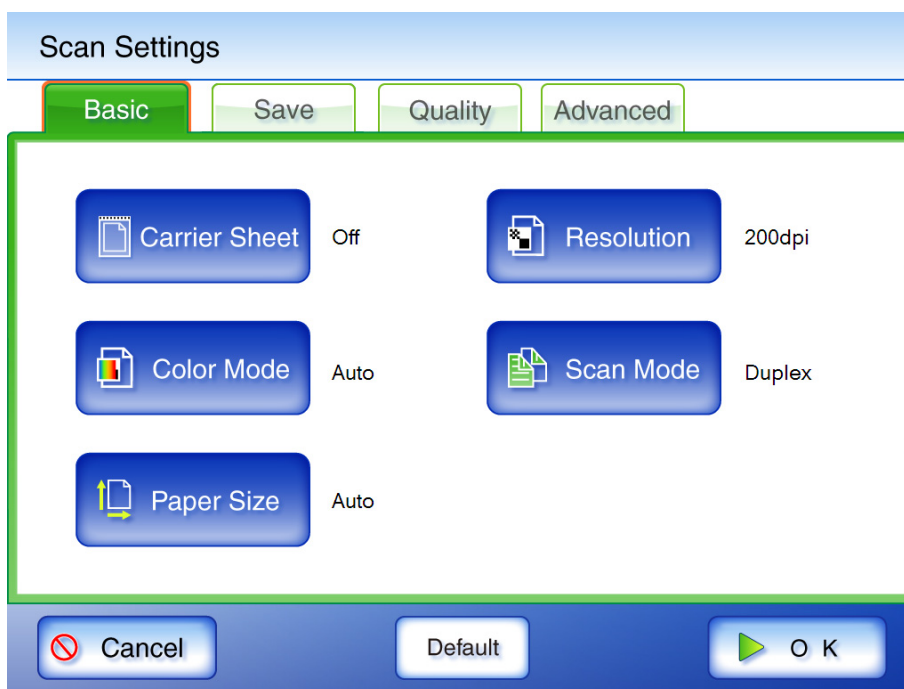 Scan Settings
Basic Save Quality Advanced
Carrier Sheet Off Resolution 200dpi
Color Mode Auto Scan Mode Duplex
Paper Size Auto
Cancel Default O K